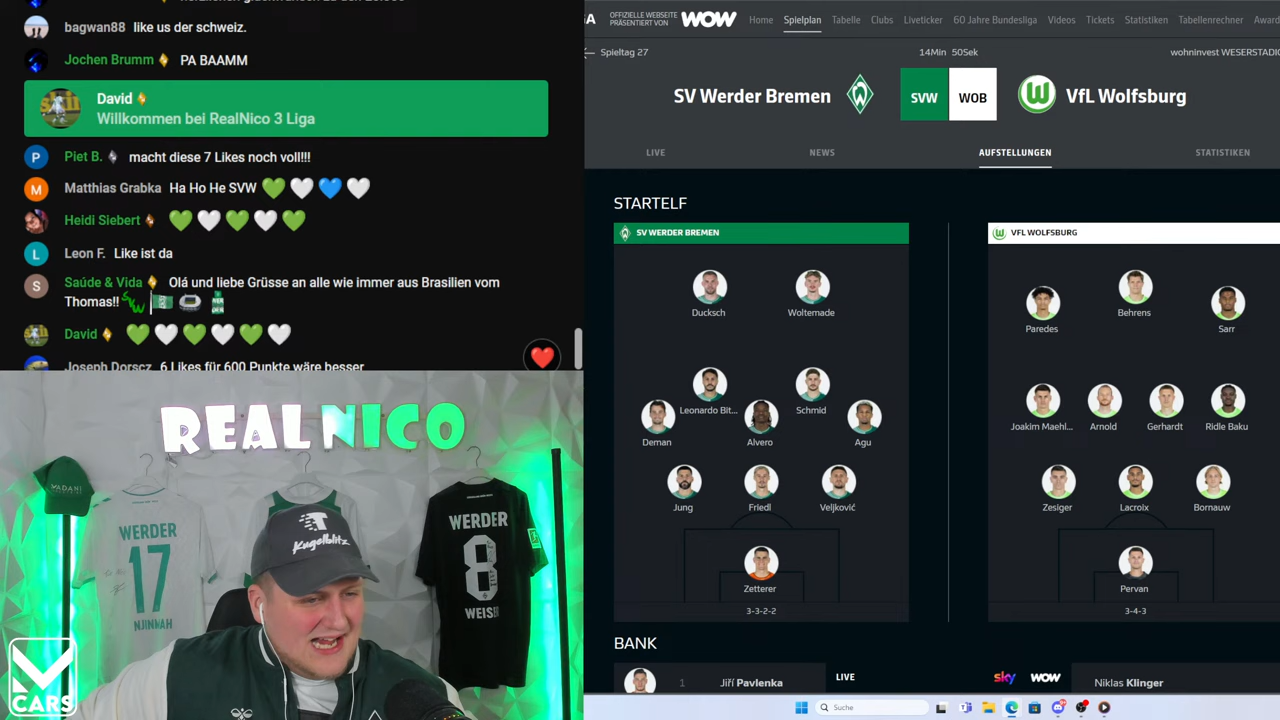 bagwan88 like us der schweiz.
Jochen Brumm PA BAAMM
David
Willkommen bei RealNico 3 Liga
P Piet B. macht diese 7 Likes noch voll!!!
M Matthias Grabka Ha Ho He SVW 💚🤍💙🤍
Heidi Siebert 💚🤍💚🤍💚
L Leon F. Like ist da
S Saúde & Vida Olá und liebe Grüsse an alle wie immer aus Brasilien vom
Thomas!!
David 💚🤍💚🤍💚🤍
Joseph Dorscz 6 Likes für 600 Punkte wäre besser
REALNICO
VADANI
WERDER
17
NJINMAH
Kugelblitz
WERDER
8
WEISER
CARS
GA
OFFIZIELLE WEBSEITE
PRÄSENTIERT VON
WOW
Home Spielplan Tabelle Clubs Liveticker 60 Jahre Bundesliga Videos Tickets Statistiken Tabellenrechner Award
Spieltag 27 14Min 50Sek wohninvest WESERSTADIO
SV Werder Bremen SVW WOB VfL Wolfsburg
LIVE NEWS AUFSTELLUNGEN STATISTIKEN
STARTELF
SV WERDER BREMEN
Ducksch Woltemade
Leonardo Bit... Schmid
Deman Alvero Agu
Jung Friedl Veljković
Zetterer
3-3-2-2
VFL WOLFSBURG
Paredes Behrens Sarr
Joakim Maehl... Arnold Gerhardt Ridle Baku
Zesiger Lacroix Bornauw
Pervan
3-4-3
BANK
1 Jiří Pavlenka
LIVE sky WOW
Niklas Klinger
Suche